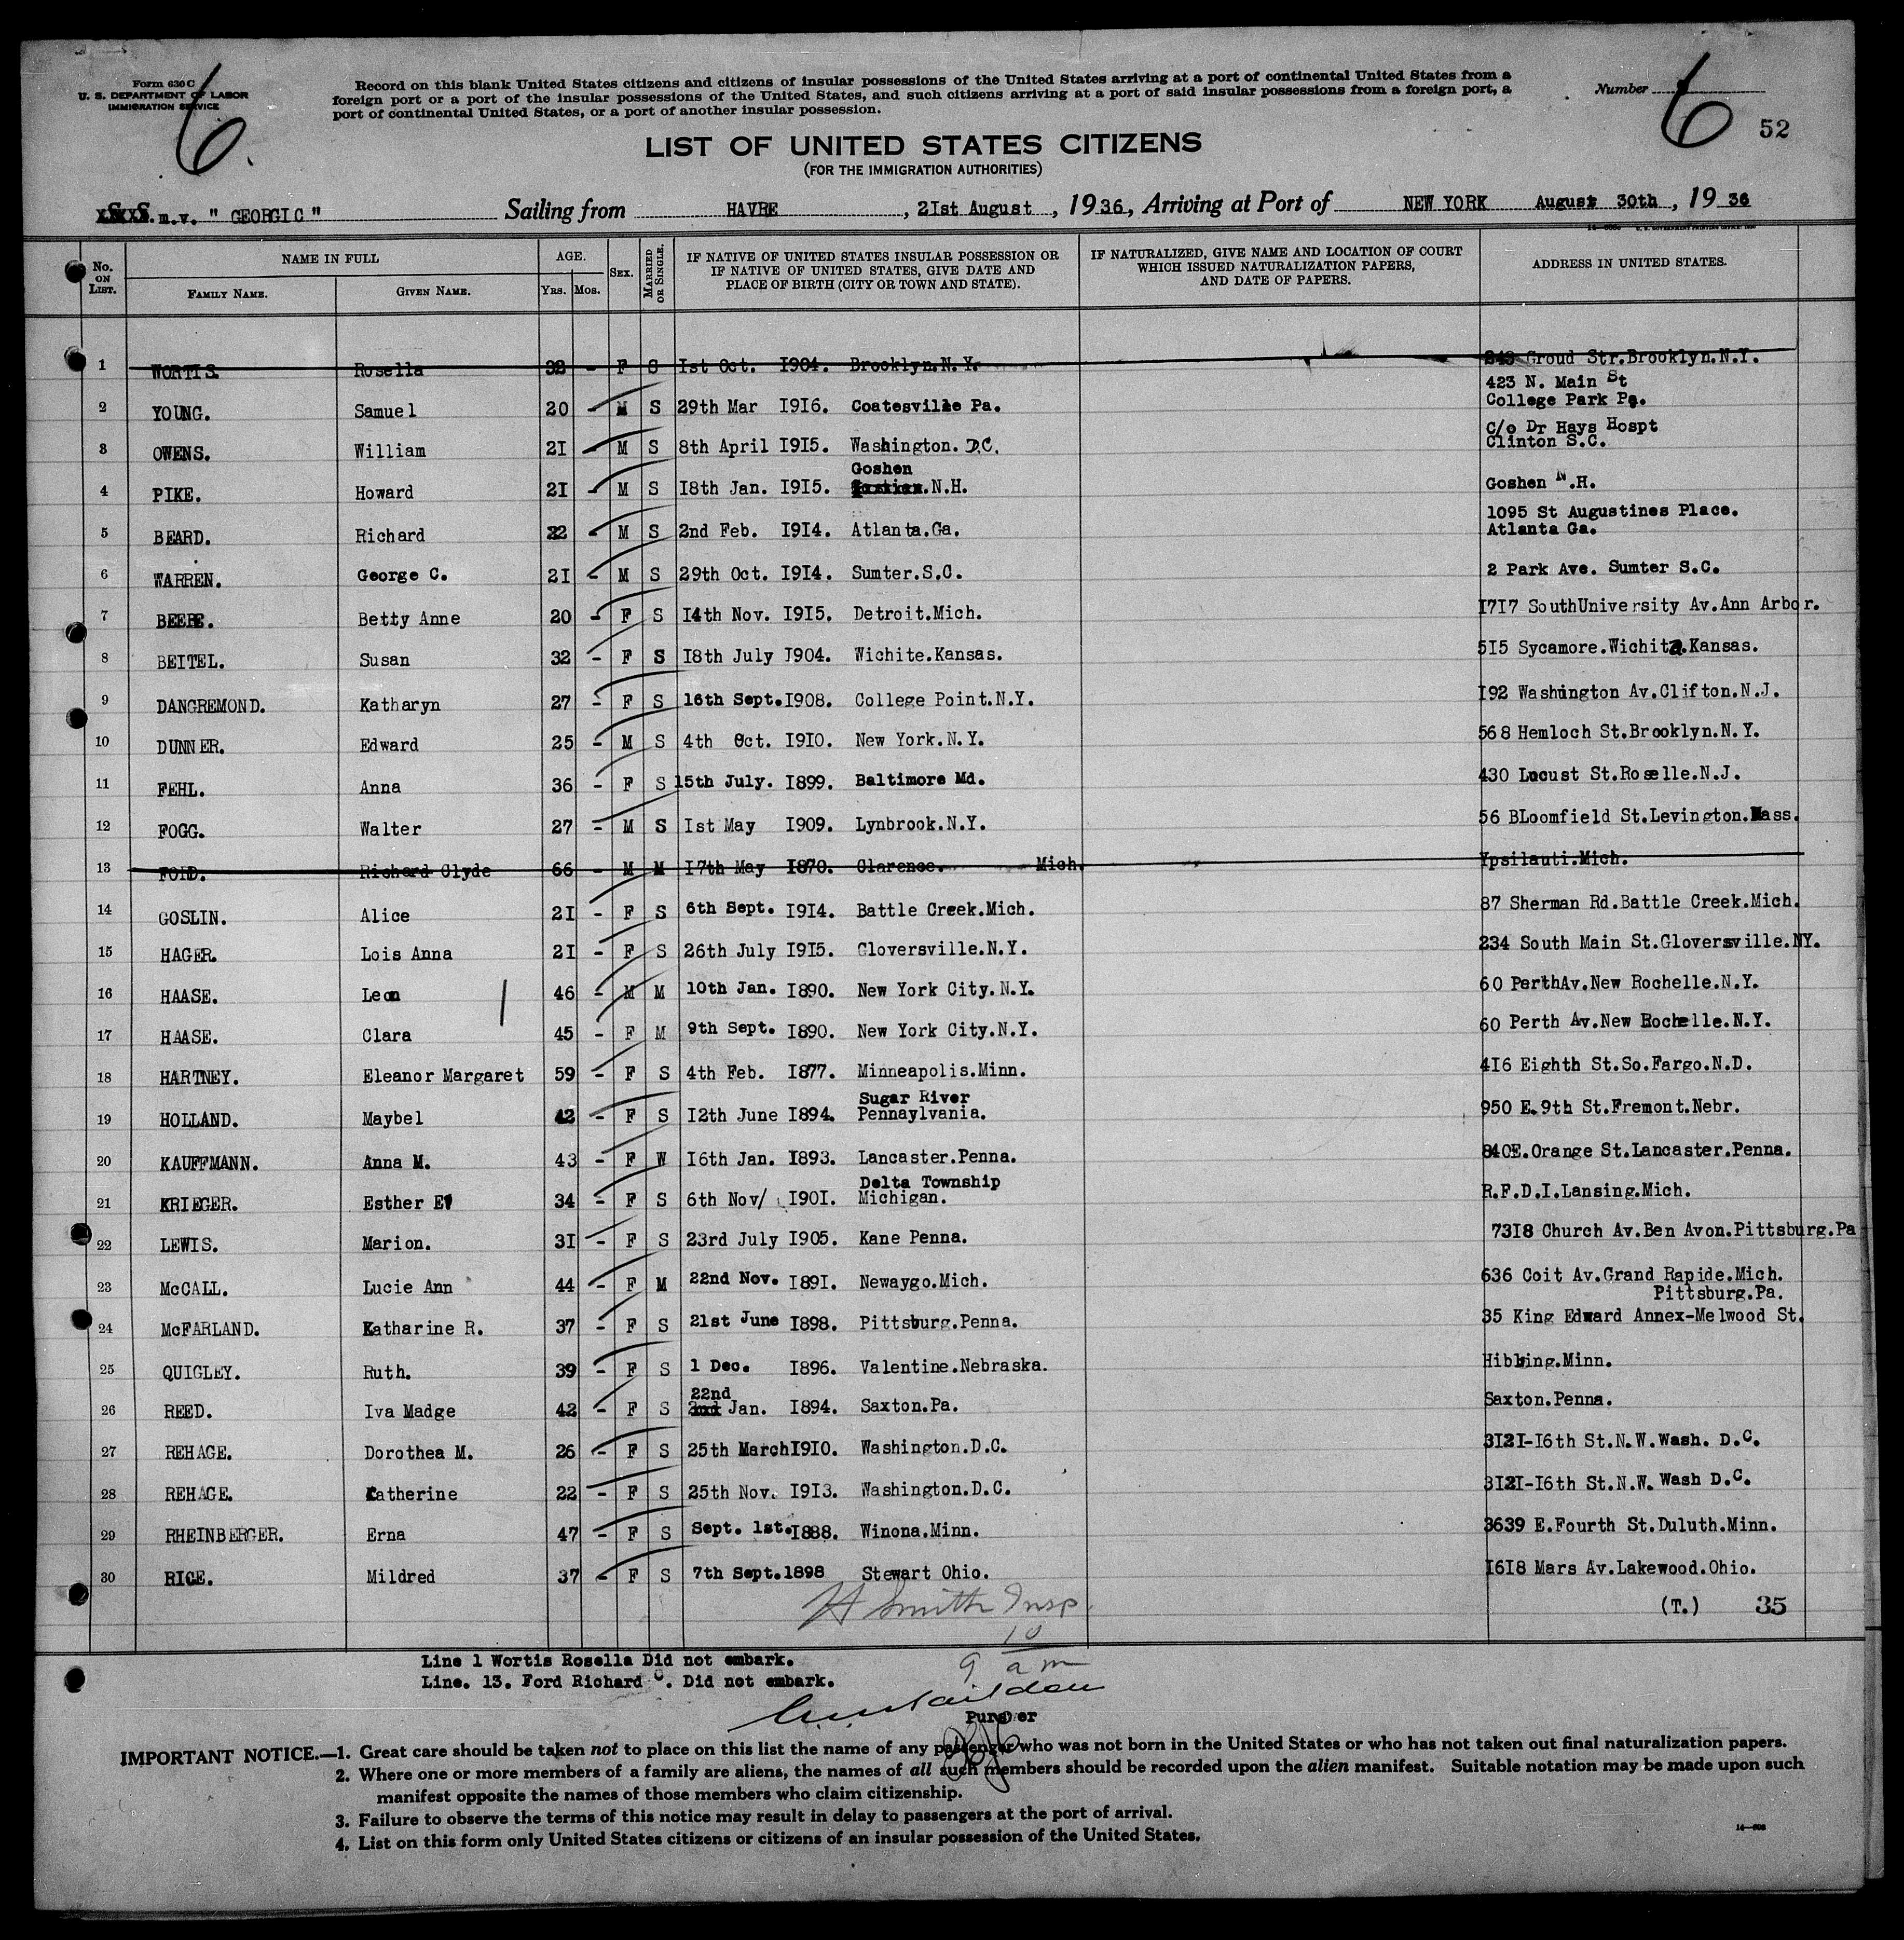 Form 630 C
U. S. DEPARTMENT OF LABOR
IMMIGRATION SERVICE
6
Record on this blank United States citizens and citizens of insular possessions of the United States arriving at a port of continental United States from a
foreign port or a port of the insular possessions of the United States, and such citizens arriving at a port of said insular possessions from a foreign port, a
port of continental United States, or a port of another insular possession.
Number 6
52
LIST OF UNITED STATES CITIZENS
(FOR THE IMMIGRATION AUTHORITIES)
S. S. m.v. " GEORGIC " Sailing from HAVRE, 21st August, 1936, Arriving at Port of NEW YORK August 30th, 19 36
No. ON LIST. NAME IN FULL FAMILY NAME. GIVEN NAME. AGE. YRS. MOS. SEX. MARRIED OR SINGLE. IF NATIVE OF UNITED STATES INSULAR POSSESSION OR IF NATIVE OF UNITED STATES, GIVE DATE AND PLACE OF BIRTH (CITY OR TOWN AND STATE). IF NATURALIZED, GIVE NAME AND LOCATION OF COURT WHICH ISSUED NATURALIZATION PAPERS, AND DATE OF PAPERS. ADDRESS IN UNITED STATES.
1 WORTIS. Rosella 32 - F S 1st Oct. 1904. Brooklyn.N.Y. 243 Groud Str.Brooklyn.N.Y.
2 YOUNG. Samuel 20 - M S 29th Mar 1916. Coatesville Pa. 423 N. Main St College Park Pa.
3 OWENS. William 21 - M S 8th April 1915. Washington. D.C. C/o Dr Hays Hospt Clinton S.C.
4 PIKE. Howard 21 - M S 18th Jan. 1915. Goshen .N.H. Goshen N.H.
5 BEARD. Richard 22 - M S 2nd Feb. 1914. Atlanta.Ga. 1095 St Augustines Place. Atlanta Ga.
6 WARREN. George C. 21 - M S 29th Oct. 1914. Sumter.S.C. 2 Park Ave. Sumter S.C.
7 BEEBE. Betty Anne 20 - F S 14th Nov. 1915. Detroit.Mich. 1717 SouthUniversity Av.Ann Arbor.
8 BEITEL. Susan 32 - F S 18th July 1904. Wichite.Kansas. 515 Sycamore.Wichita.Kansas.
9 DANGREMOND. Katharyn 27 - F S 16th Sept.1908. College Point.N.Y. 192 Washington Av.Clifton.N.J.
10 DUNNER. Edward 25 - M S 4th Oct. 1910. New York.N.Y. 568 Hemloch St.Brooklyn.N.Y.
11 FEHL. Anna 36 - F S 15th July. 1899. Baltimore Md. 430 Locust St.Roselle.N.J.
12 FOGG. Walter 27 - M S 1st May 1909. Lynbrook.N.Y. 56 BLoomfield St.Levington.Mass.
13 FOID. Richard Clyde 66 - M M 17th May 1870. Clarence. Mich. Ypsilauti.Mich.
14 GOSLIN. Alice 21 - F S 6th Sept. 1914. Battle Creek.Mich. 87 Sherman Rd.Battle Creek.Mich.
15 HAGER. Lois Anna 21 - F S 26th July 1915. Gloversville.N.Y. 234 South Main St.Gloversville.NY.
16 HAASE. Leon 46 - M M 10th Jan. 1890. New York City.N.Y. 60 PerthAv.New Rochelle.N.Y.
17 HAASE. Clara 45 - F M 9th Sept. 1890. New York City.N.Y. 60 Perth Av.New Rochelle.N.Y.
18 HARTNEY. Eleanor Margaret 59 - F S 4th Feb. 1877. Minneapolis.Minn. 416 Eighth St.So.Fargo.N.D.
19 HOLLAND. Maybel 42 - F S 12th June 1894. Sugar River Pennaylvania. 950 E.9th St.Fremont.Nebr.
20 KAUFFMANN. Anna M. 43 - F W 16th Jan. 1893. Lancaster.Penna. 840E.Orange St.Lancaster.Penna.
21 KRIEGER. Esther E. 34 - F S 6th Nov/ 1901. Delta Township Michigan. R.F.D.I.Lansing.Mich.
22 LEWIS. Marion. 31 - F S 23rd July 1905. Kane Penna. 7318 Church Av.Ben Avon.Pittsburg.Pa
23 McCALL. Lucie Ann 44 - F M 22nd Nov. 1891. Newaygo.Mich. 636 Coit Av.Grand Rapide.Mich.
24 McFARLAND. Katharine R. 37 - F S 21st June 1898. Pittsburg.Penna. Pittsburg.Pa. 35 King Edward Annex-Melwood St.
25 QUIGLEY. Ruth. 39 - F S 1 Dec. 1896. Valentine.Nebraska. Hibbing.Minn.
26 REED. Iva Madge 42 - F S 22nd Jan. 1894. Saxton.Pa. Saxton.Penna.
27 REHAGE. Dorothea M. 26 - F S 25th March1910. Washington.D.C. 3121-16th St.N.W.Wash. D.C.
28 REHAGE. Katherine 22 - F S 25th Nov. 1913. Washington.D.C. 3121-16th St.N.W. Wash D.C.
29 RHEINBERGER. Erna 47 - F S Sept. 1st.1888. Winona.Minn. 3639 E.Fourth St.Duluth.Minn.
30 RICE. Mildred 37 - F S 7th Sept.1898 Stewart Ohio. 1618 Mars Av.Lakewood.Ohio.
H Smith Insp. (T.) 35
10
9 am
Line 1 Wortis Rosella Did not embark.
Line. 13. Ford Richard C. Did not embark.
Purser
IMPORTANT NOTICE.—1. Great care should be taken not to place on this list the name of any passenger who was not born in the United States or who has not taken out final naturalization papers.
2. Where one or more members of a family are aliens, the names of all such members should be recorded upon the alien manifest. Suitable notation may be made upon such
manifest opposite the names of those members who claim citizenship.
3. Failure to observe the terms of this notice may result in delay to passengers at the port of arrival.
4. List on this form only United States citizens or citizens of an insular possession of the United States.